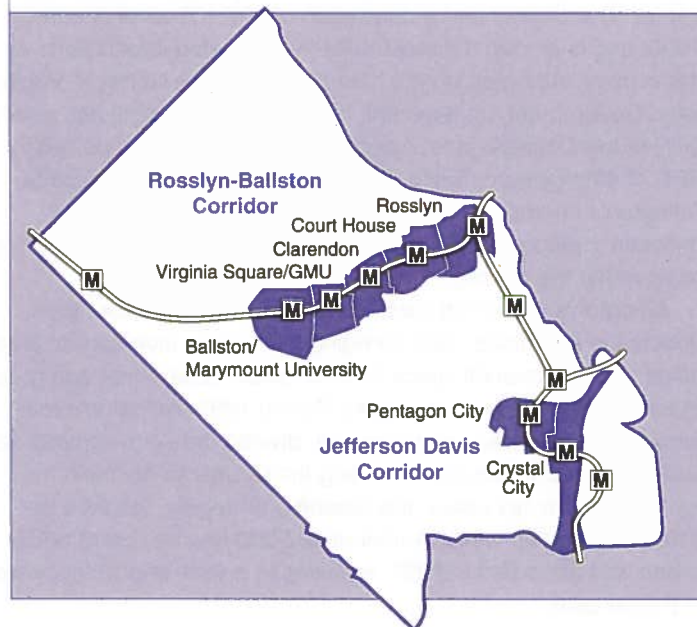 Rosslyn-Ballston
Corridor
Rosslyn
Court House
Clarendon
Virginia Square/GMU
M
M
M
M
M
M
M
Ballston/
Marymount University
M
Pentagon City
M
Jefferson Davis
Corridor
M
Crystal
City
M